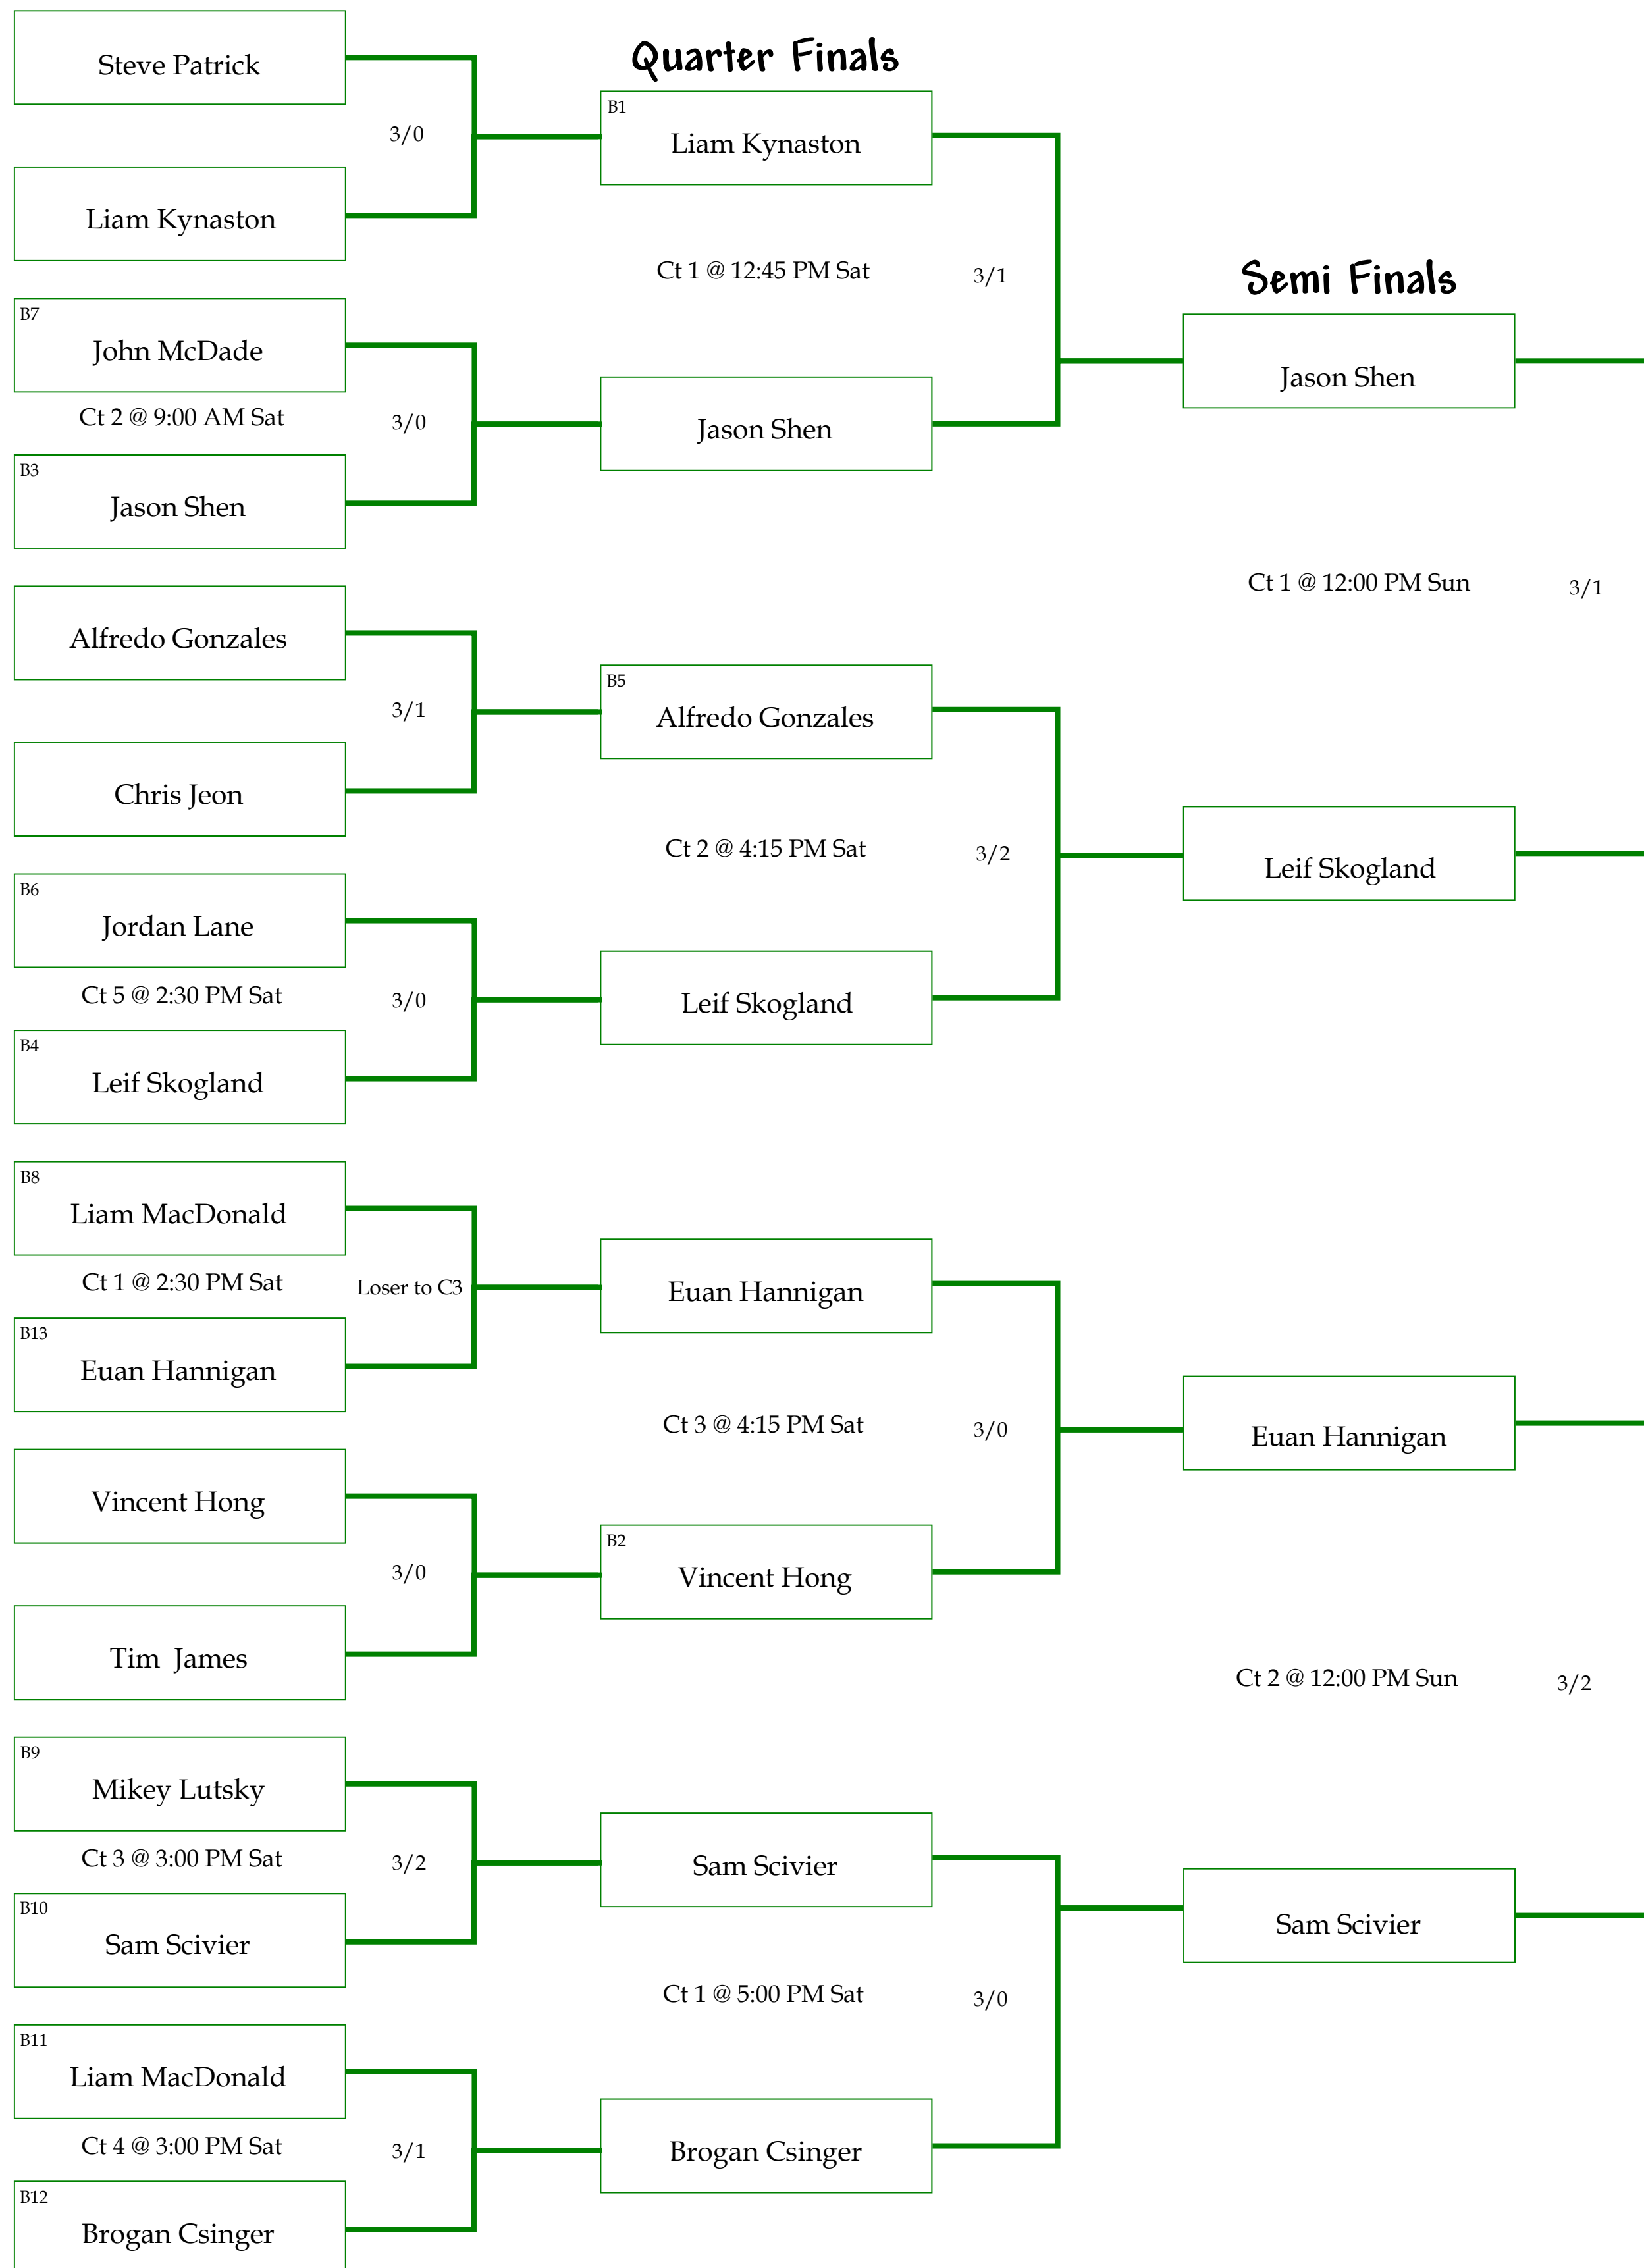 Steve Patrick
3/0
Liam Kynaston
B7
John McDade
Ct 2 @ 9:00 AM Sat
3/0
B3
Jason Shen
Alfredo Gonzales
3/1
Chris Jeon
B6
Jordan Lane
Ct 5 @ 2:30 PM Sat
3/0
B4
Leif Skogland
B8
Liam MacDonald
Ct 1 @ 2:30 PM Sat
Loser to C3
B13
Euan Hannigan
Vincent Hong
3/0
Tim  James
B9
Mikey Lutsky
Ct 3 @ 3:00 PM Sat
3/2
B10
Sam Scivier
B11
Liam MacDonald
Ct 4 @ 3:00 PM Sat
3/1
B12
Brogan Csinger
Quarter Finals
B1
Liam Kynaston
Ct 1 @ 12:45 PM Sat
3/1
Jason Shen
B5
Alfredo Gonzales
Ct 2 @ 4:15 PM Sat
3/2
Leif Skogland
Euan Hannigan
Ct 3 @ 4:15 PM Sat
3/0
B2
Vincent Hong
Sam Scivier
Ct 1 @ 5:00 PM Sat
3/0
Brogan Csinger
Semi Finals
Jason Shen
Ct 1 @ 12:00 PM Sun
3/1
Leif Skogland
Euan Hannigan
Ct 2 @ 12:00 PM Sun
3/2
Sam Scivier